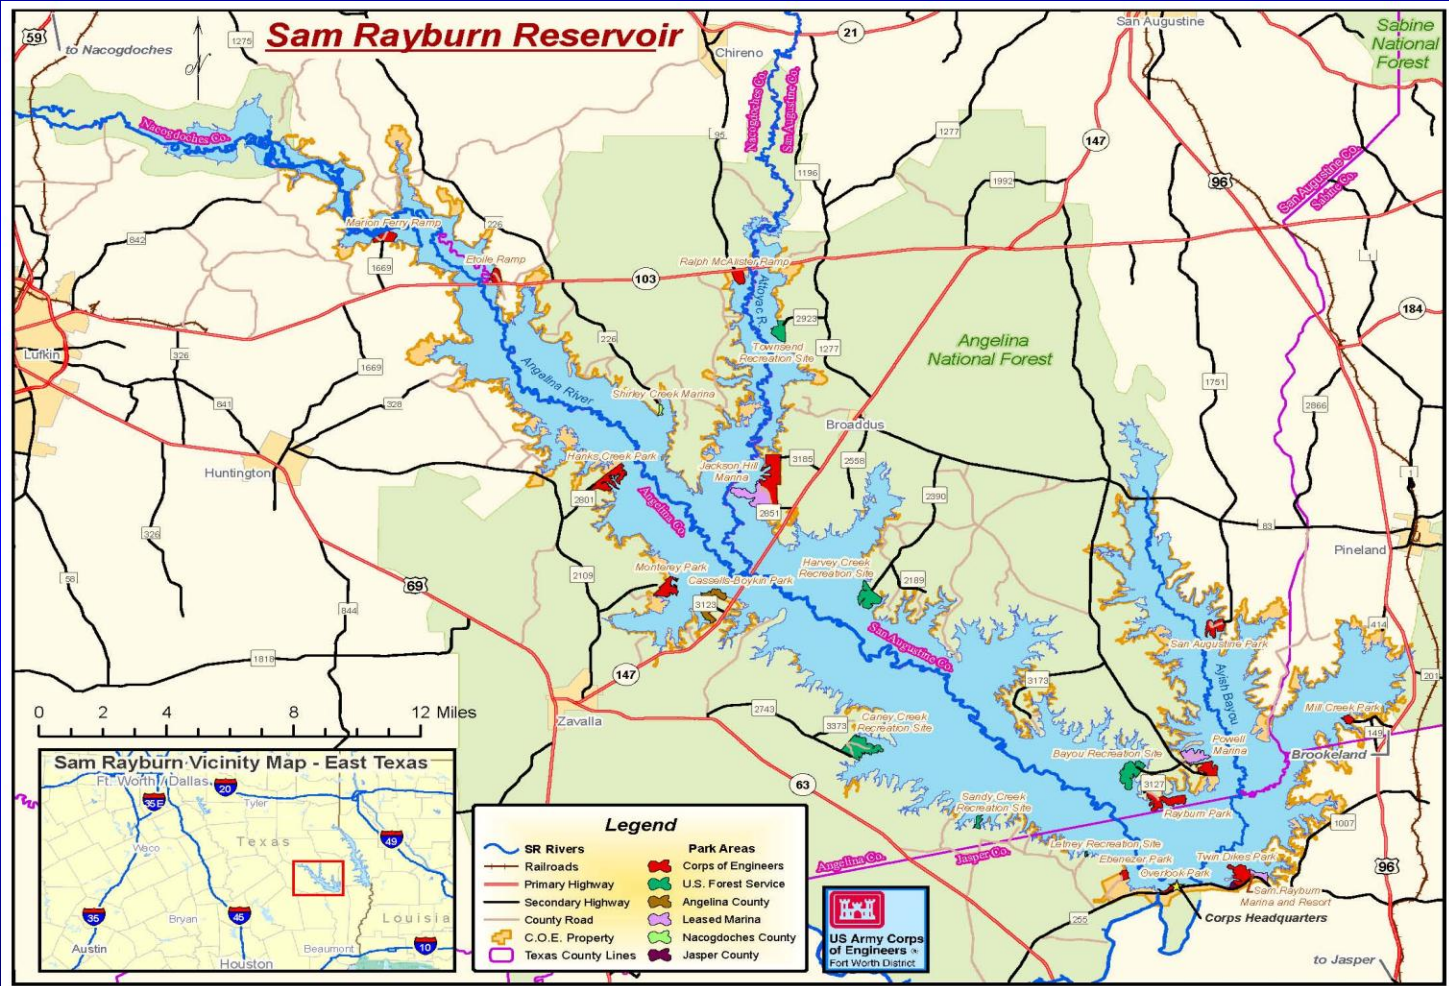 Sam Rayburn Reservoir
59
to Nacogdoches
1275
N
Chireno
21
San Augustine
Sabine
National
Forest
Nacogdoches Co.
Nacogdoches Co.
San Augustine Co.
95
1196
1277
147
1992
96
San Augustine Co.
Sabine Co.
Marion Ferry Ramp
226
842
1669
Etoile Ramp
103
Ralph McAlister Ramp
Attoyac R
1
184
Lufkin
326
226
2923
Townsend
Recreation Site
1277
Angelina
National Forest
1669
Angelina River
Shirley Creek Marina
1751
2866
841
328
Broaddus
Huntington
Hanks Creek Park
2801
Jackson Hill
Marina
3185
2558
2851
2390
1
Angelina Co.
83
Pineland
326
58
69
2109
Monterey Park
Cassells-Boykin Park
3123
Harvey Creek
Recreation Site
2189
844
San Augustine Co.
San Augustine Park
414
1818
147
3173
Ayish Bayou
201
Zavalla
2743
3373
Caney Creek
Recreation Site
Bayou Recreation Site
Powell
Marina
Mill Creek Park
149
Brookeland
0 2 4 8 12 Miles
63
Sandy Creek
Recreation Site
3127
Rayburn Park
1007
Angelina Co.
Jasper Co.
Letney Recreation Site
Ebenezer Park
Overlook Park
Twin Dikes Park
96
Sam Rayburn
Marina and Resort
Corps Headquarters
255
to Jasper
Sam Rayburn Vicinity Map - East Texas
Ft. Worth / Dallas
20
35E
Tyler
49
Waco
Texas
35
Bryan
45
Louisia
Austin
Beaumont
10
Houston
Legend
SR Rivers
Railroads
Primary Highway
Secondary Highway
County Road
C.O.E. Property
Texas County Lines
Park Areas
Corps of Engineers
U.S. Forest Service
Angelina County
Leased Marina
Nacogdoches County
Jasper County
US Army Corps
of Engineers
Fort Worth District